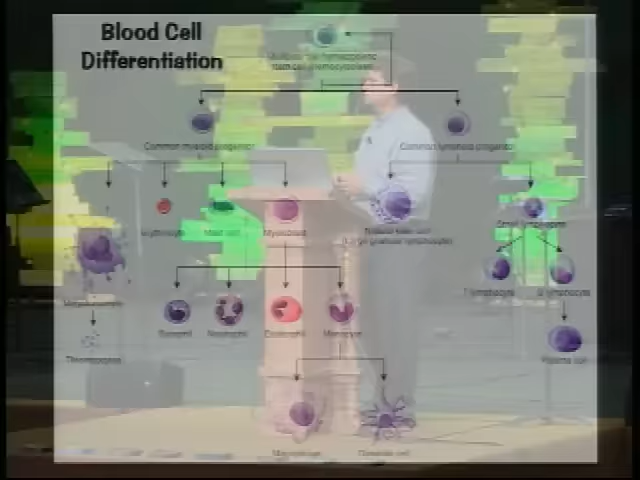 Blood Cell
Differentiation
Common myeloid progenitor
Common lymphoid progenitor
Erythrocyte
Mast cell
Myeloblast
Natural killer cell
(Large granular lymphocyte)
Small lymphocyte
T lymphocyte
B lymphocyte
Megakaryocyte
Basophil
Neutrophil
Eosinophil
Monocyte
Thrombocytes
Plasma cell
Macrophage
Dendritic cell